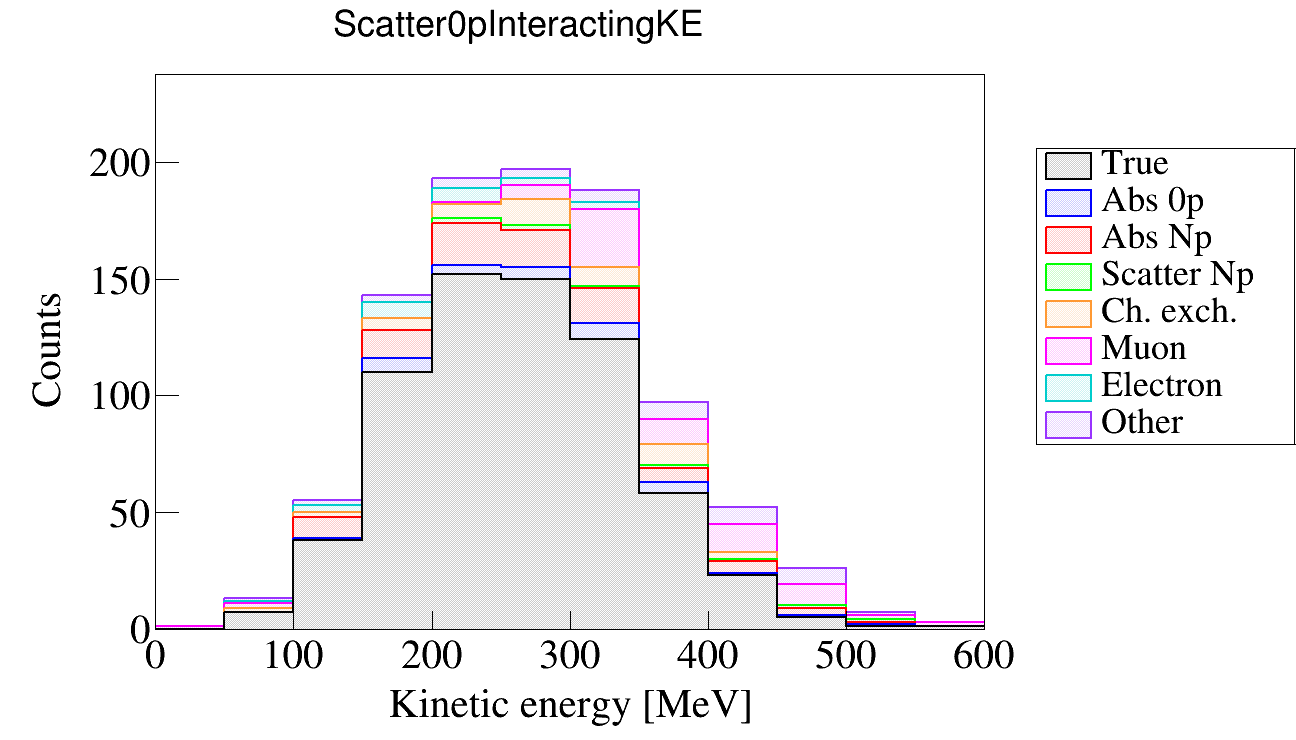 Scatter0pInteractingKE
200
150
100
50
0
Counts
0 100 200 300 400 500 600
Kinetic energy [MeV]
True
Abs 0p
Abs Np
Scatter Np
Ch. exch.
Muon
Electron
Other